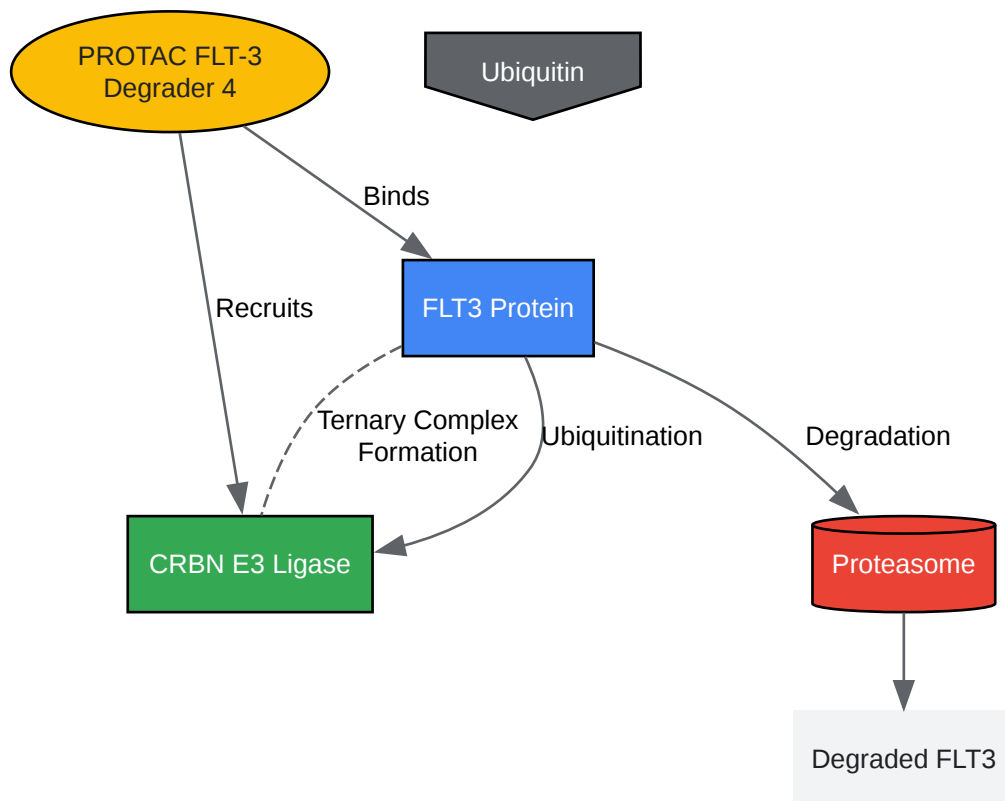 PROTAC FLT-3
Degrader 4
Ubiquitin
Binds
Recruits
FLT3 Protein
Ternary Complex
Formation
Ubiquitination
Degradation
CRBN E3 Ligase
Proteasome
Degraded FLT3